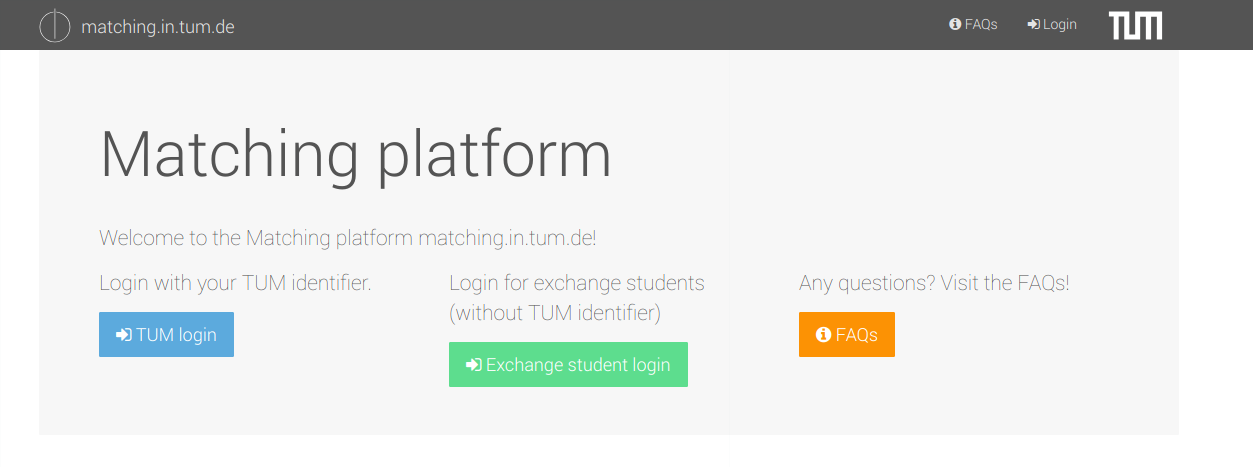 matching.in.tum.de
FAQs
Login
TUM
Matching platform
Welcome to the Matching platform matching.in.tum.de!
Login with your TUM identifier.
TUM login
Login for exchange students
(without TUM identifier)
Exchange student login
Any questions? Visit the FAQs!
FAQs